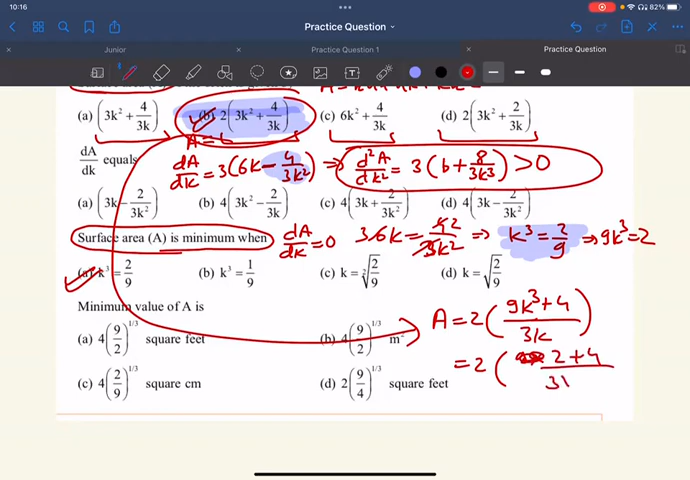 10:16
82%
Practice Question
Junior
Practice Question 1
Practice Question
(a) (3k² + 4/3k) (b) 2(3k² + 4/3k) (c) 6k² + 4/3k (d) 2(3k² + 2/3k)
A = 6
dA/dk equals
dA/dk = 3(6k - 4/3k²) ⇒ d²A/dk² = 3(6 + 8/3k³) > 0
(a) (3k - 2/3k²) (b) 4(3k² - 2/3k) (c) 4(3k + 2/3k²) (d) 4(3k - 2/3k²)
Surface area (A) is minimum when
dA/dk = 0 36k = 42/3k² ⇒ k³ = 2/9 ⇒ 9k³ = 2
(a) k³ = 2/9 (b) k³ = 1/9 (c) k = ∛2/9 (d) k = √2/9
Minimum value of A is
A = 2(9k³ + 4/3k)
(a) 4(9/2)^1/3 square feet (b) 4(9/2)^1/3 m²
= 2( 2 + 4/31
(c) 4(2/9)^1/3 square cm (d) 2(9/4)^1/3 square feet